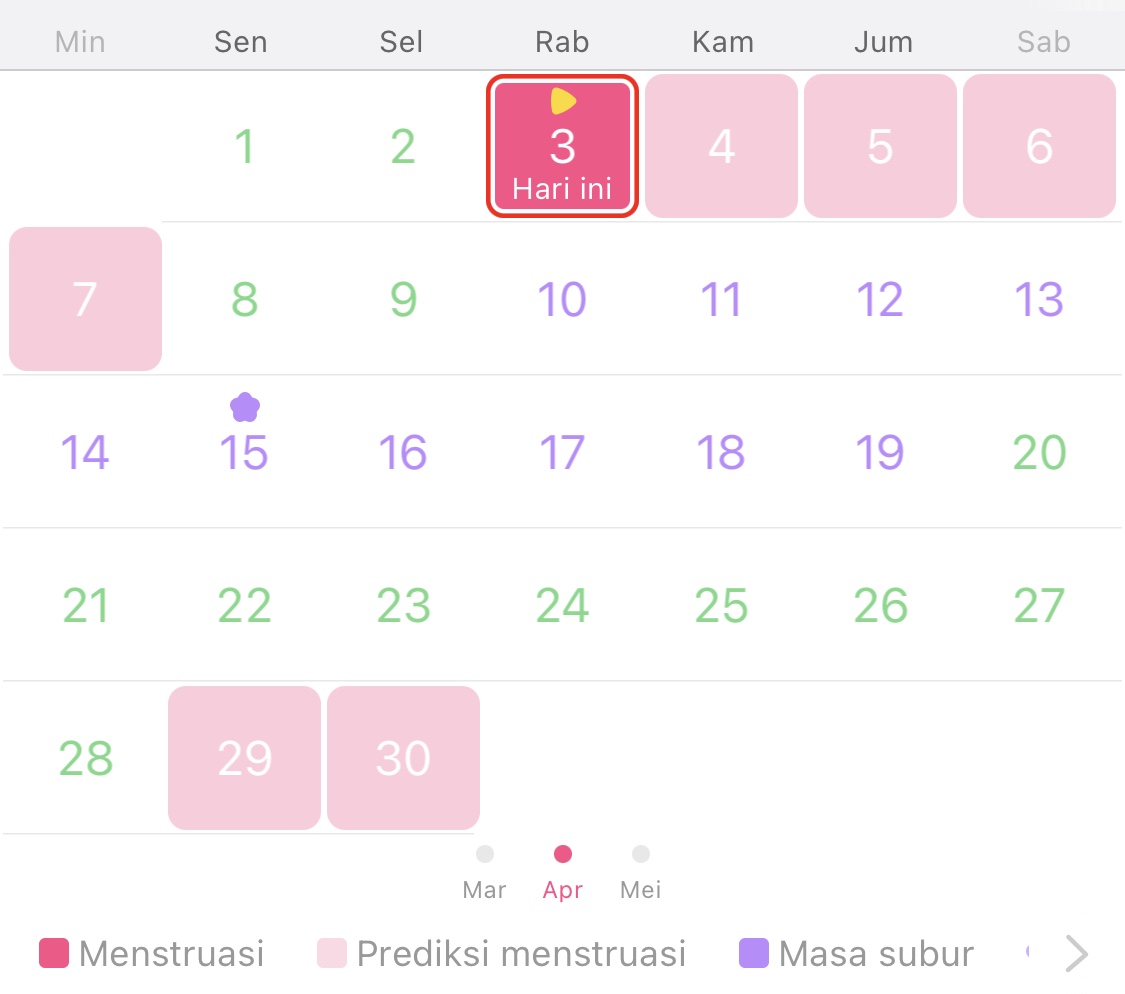 Min Sen Sel Rab Kam Jum Sab
1 2 3 4 5 6
Hari ini
7 8 9 10 11 12 13
14 15 16 17 18 19 20
21 22 23 24 25 26 27
28 29 30
Mar Apr Mei
Menstruasi Prediksi menstruasi Masa subur